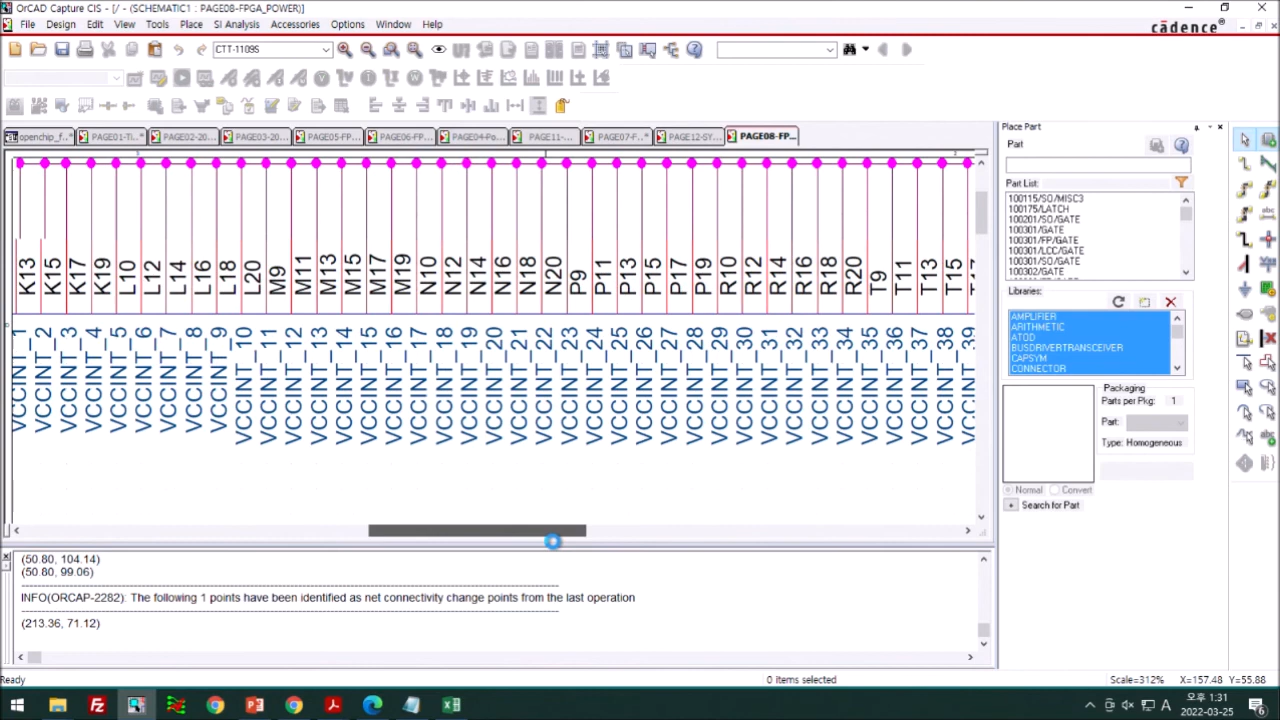 OrCAD Capture CIS - [/ - (SCHEMATIC1 : PAGE08-FPGA_POWER)]
File Design Edit View Tools Place SI Analysis Accessories Options Window Help
cādence®
CTT-1109S
openchip_f...* PAGE01-Ti...* PAGE02-20... PAGE03-20... PAGE05-FP... PAGE06-FP... PAGE04-Po... PAGE11-... PAGE07-F...* PAGE12-SY... PAGE08-FP...
K13 K15 K17 K19 L10 L12 L14 L16 L18 L20 M9 M11 M13 M15 M17 M19 N10 N12 N14 N16 N18 N20 P9 P11 P13 P15 P17 P19 R10 R12 R14 R16 R18 R20 T9 T11 T13 T15 T17
VCCINT_1 VCCINT_2 VCCINT_3 VCCINT_4 VCCINT_5 VCCINT_6 VCCINT_7 VCCINT_8 VCCINT_9 VCCINT_10 VCCINT_11 VCCINT_12 VCCINT_13 VCCINT_14 VCCINT_15 VCCINT_16 VCCINT_17 VCCINT_18 VCCINT_19 VCCINT_20 VCCINT_21 VCCINT_22 VCCINT_23 VCCINT_24 VCCINT_25 VCCINT_26 VCCINT_27 VCCINT_28 VCCINT_29 VCCINT_30 VCCINT_31 VCCINT_32 VCCINT_33 VCCINT_34 VCCINT_35 VCCINT_36 VCCINT_37 VCCINT_38 VCCINT_39
Place Part
Part
Part List:
100115/SO/MISC3
100175/LATCH
100201/SO/GATE
100301/GATE
100301/FP/GATE
100301/LCC/GATE
100301/SO/GATE
100302/GATE
Libraries:
AMPLIFIER
ARITHMETIC
ATOD
BUSDRIVERTRANSCEIVER
CAPSYM
CONNECTOR
Packaging
Parts per Pkg: 1
Part:
Type: Homogeneous
Normal Convert
Search for Part
(50.80, 104.14)
(50.80, 99.06)
INFO(ORCAP-2282): The following 1 points have been identified as net connectivity change points from the last operation
(213.36, 71.12)
Ready 0 items selected Scale=312% X=157.48 Y=55.88
A 오후 1:31
2022-03-25 6